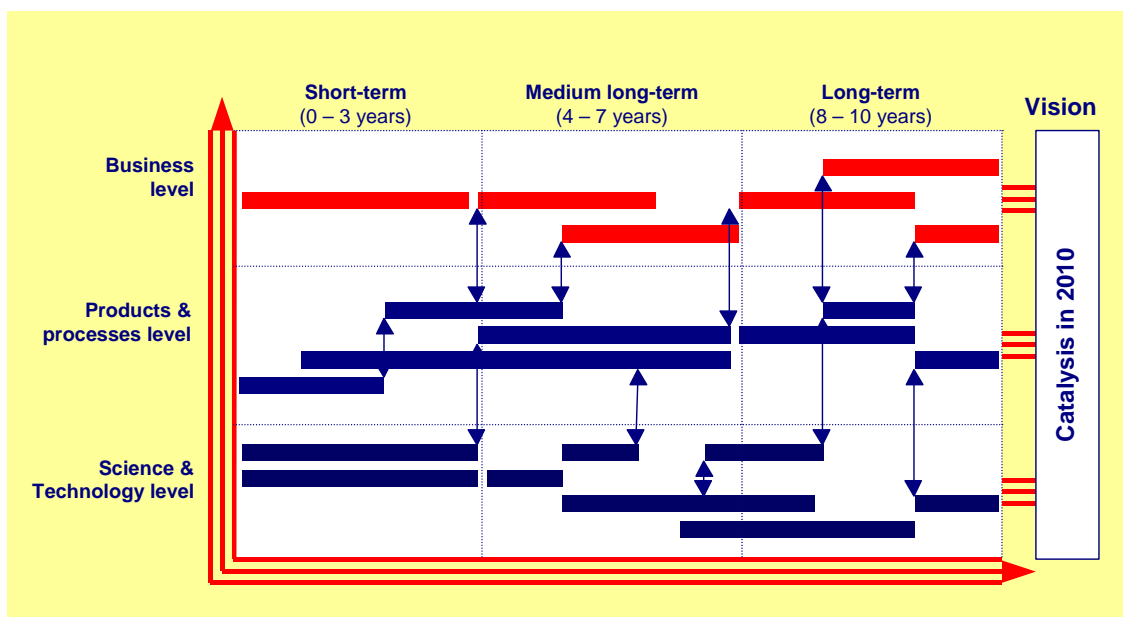 Short-term
(0 – 3 years)
Medium long-term
(4 – 7 years)
Long-term
(8 – 10 years)
Vision
Business
level
Products &
processes level
Science &
Technology level
Catalysis in 2010